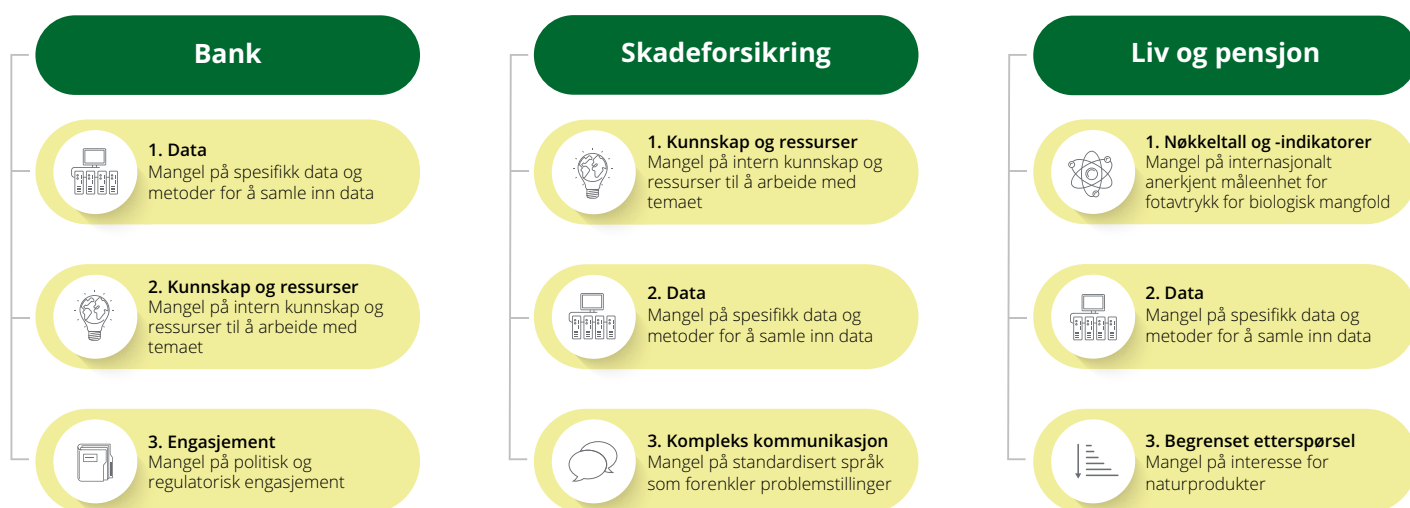 Bank
1. Data
Mangel på spesifikk data og
metoder for å samle inn data
2. Kunnskap og ressurser
Mangel på intern kunnskap og
ressurser til å arbeide med
temaet
3. Engasjement
Mangel på politisk og
regulatorisk engasjement
Skadeforsikring
1. Kunnskap og ressurser
Mangel på intern kunnskap og
ressurser til å arbeide med
temaet
2. Data
Mangel på spesifikk data og
metoder for å samle inn data
3. Kompleks kommunikasjon
Mangel på standardisert språk
som forenkler problemstillinger
Liv og pensjon
1. Nøkkeltall og -indikatorer
Mangel på internasjonalt
anerkjent måleenhet for
fotavtrykk for biologisk mangfold
2. Data
Mangel på spesifikk data og
metoder for å samle inn data
3. Begrenset etterspørsel
Mangel på interesse for
naturprodukter